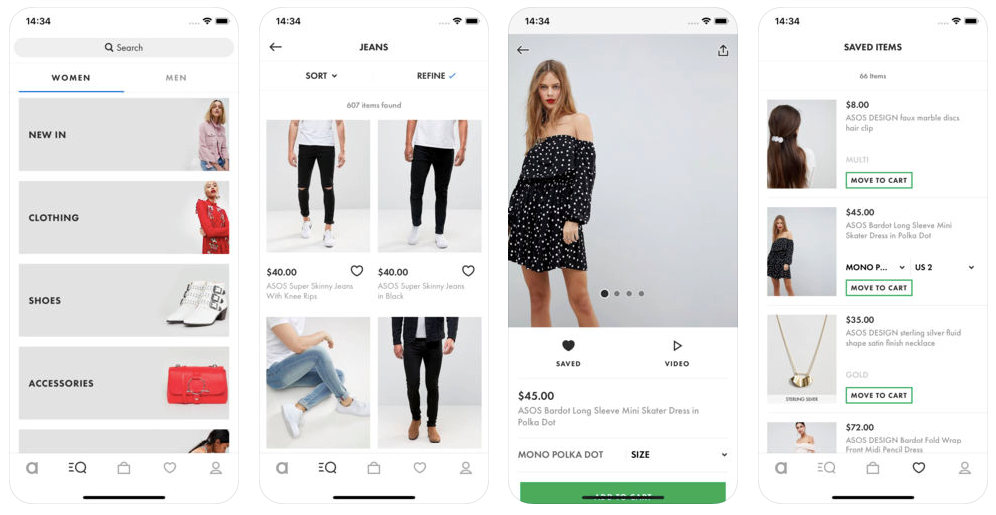 14:34
Search
WOMEN
MEN
NEW IN
CLOTHING
SHOES
ACCESSORIES
14:34
JEANS
SORT
REFINE
607 items found
$40.00
ASOS Super Skinny Jeans
With Knee Rips
$40.00
ASOS Super Skinny Jeans
in Black
14:34
SAVED
VIDEO
$45.00
ASOS Bardot Long Sleeve Mini Skater Dress in
Polka Dot
MONO POLKA DOT
SIZE
ADD TO CART
14:34
SAVED ITEMS
66 Items
$8.00
ASOS DESIGN faux marble discs
hair clip
MULTI
MOVE TO CART
$45.00
ASOS Bardot Long Sleeve Mini
Skater Dress in Polka Dot
MONO P...
US 2
MOVE TO CART
$35.00
ASOS DESIGN sterling silver fluid
shape satin finish necklace
STERLING SILVER
GOLD
MOVE TO CART
$72.00
ASOS DESIGN Bardot Fold Wrap
Front Midi Pencil Dress